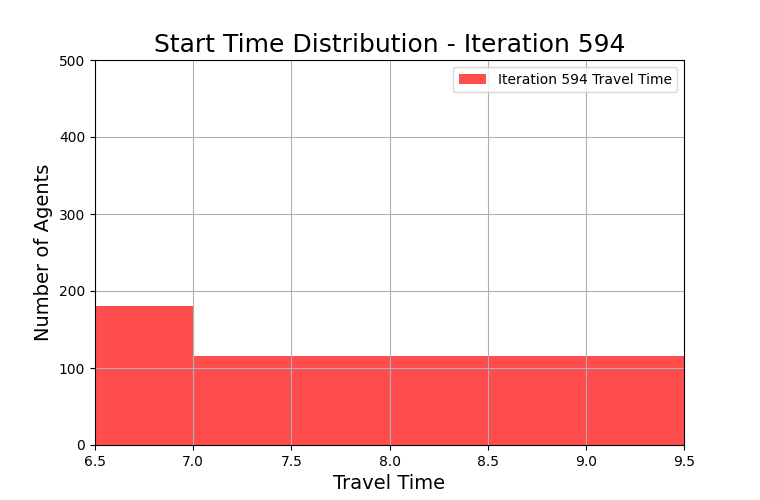 Start Time Distribution - Iteration 594
Iteration 594 Travel Time
500
400
300
200
100
0
Number of Agents
6.5 7.0 7.5 8.0 8.5 9.0 9.5
Travel Time